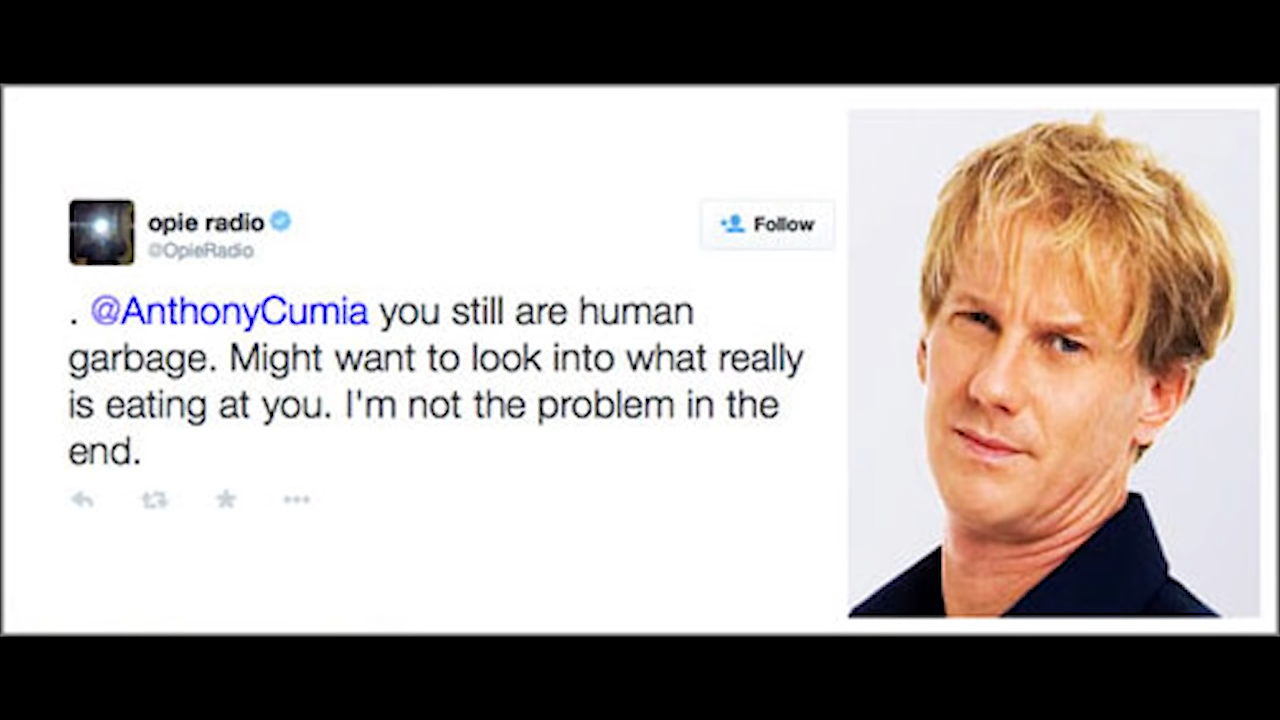 opie radio
@OpieRadio
Follow
. @AnthonyCumia you still are human
garbage. Might want to look into what really
is eating at you. I'm not the problem in the
end.